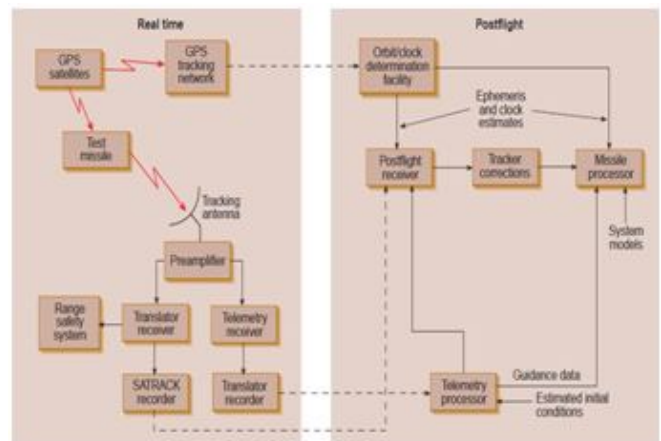 Real time
Postflight
GPS
satellites
GPS
tracking
network
Orbit/clock
determination
facility
Ephemeris
and clock
estimates
Test
missile
Postflight
receiver
Tracker
corrections
Missile
processor
Tracking
antenna
System
models
Preamplifier
Range
safety
system
Translator
receiver
Telemetry
receiver
SATRACK
recorder
Translator
recorder
Telemetry
processor
Guidance data
Estimated initial
conditions